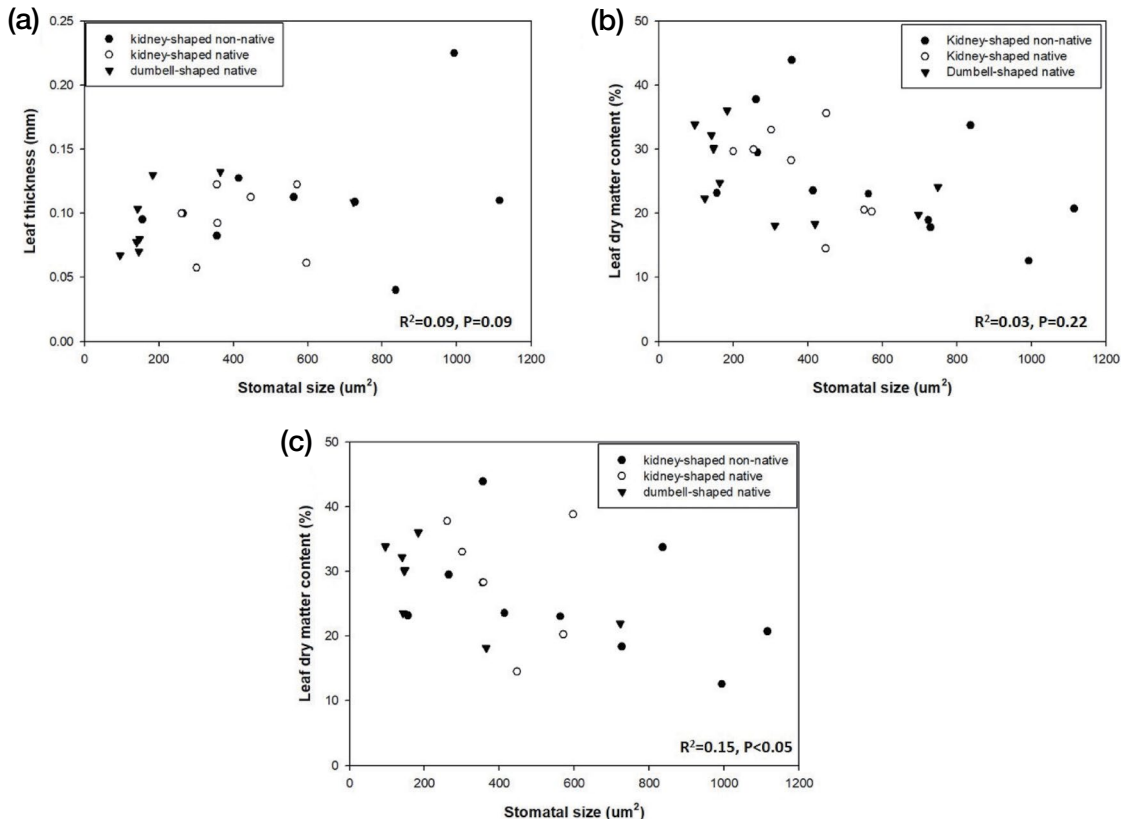 (a)
0.25
0.20
0.15
0.10
0.05
0.00
Leaf thickness (mm)
kidney-shaped non-native
kidney-shaped native
dumbell-shaped native
R²=0.09, P=0.09
0 200 400 600 800 1000 1200
Stomatal size (um²)
(b)
50
40
30
20
10
0
Leaf dry matter content (%)
Kidney-shaped non-native
Kidney-shaped native
Dumbell-shaped native
R²=0.03, P=0.22
0 200 400 600 800 1000 1200
Stomatal size (um²)
(c)
50
40
30
20
10
0
Leaf dry matter content (%)
kidney-shaped non-native
kidney-shaped native
dumbell-shaped native
R²=0.15, P<0.05
0 200 400 600 800 1000 1200
Stomatal size (um²)